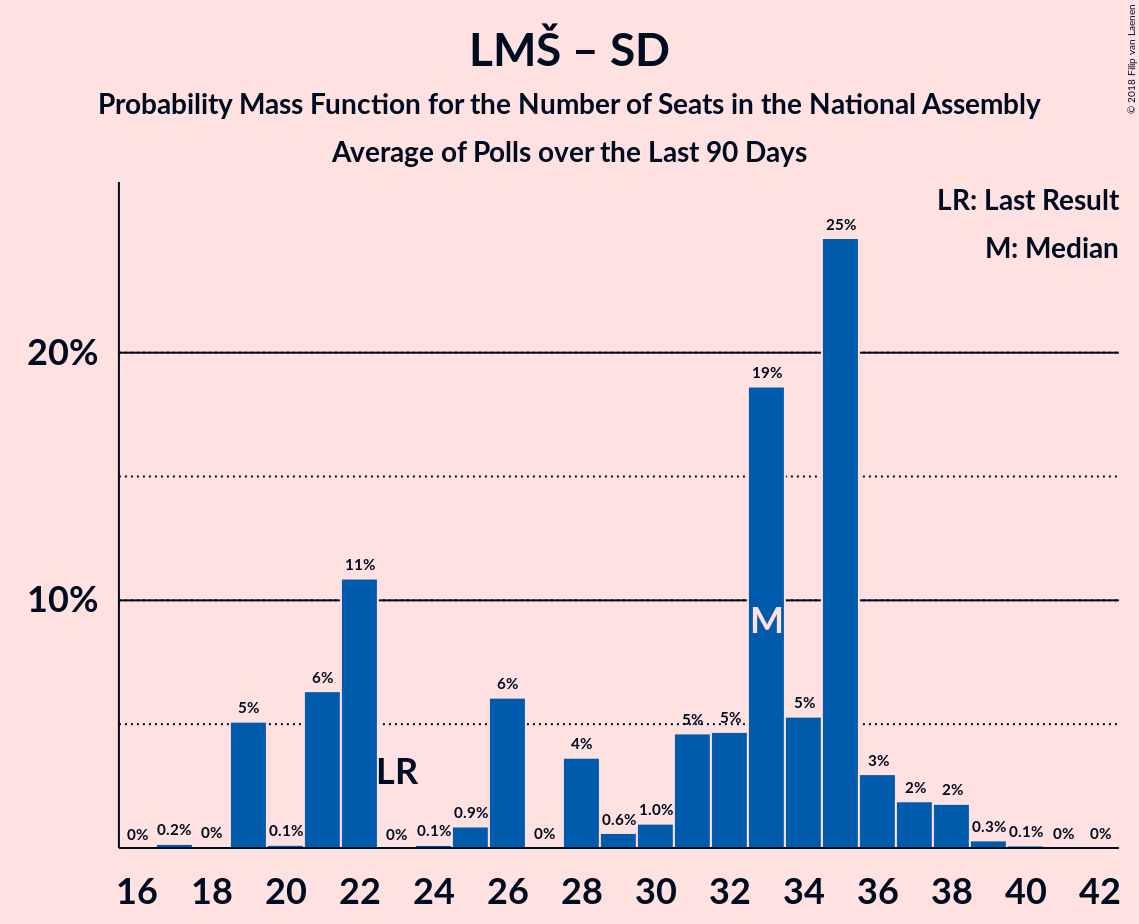 LMŠ – SD
Probability Mass Function for the Number of Seats in the National Assembly
Average of Polls over the Last 90 Days
© 2018 Filip van Laenen
LR: Last Result
M: Median
20%
10%
0% 0.2% 0% 5% 0.1% 6% 11% 0% 0.1% 0.9% 6% 0% 4% 0.6% 1.0% 5% 5% 19% 5% 25% 3% 2% 2% 0.3% 0.1% 0% 0%
LR
M
16 18 20 22 24 26 28 30 32 34 36 38 40 42